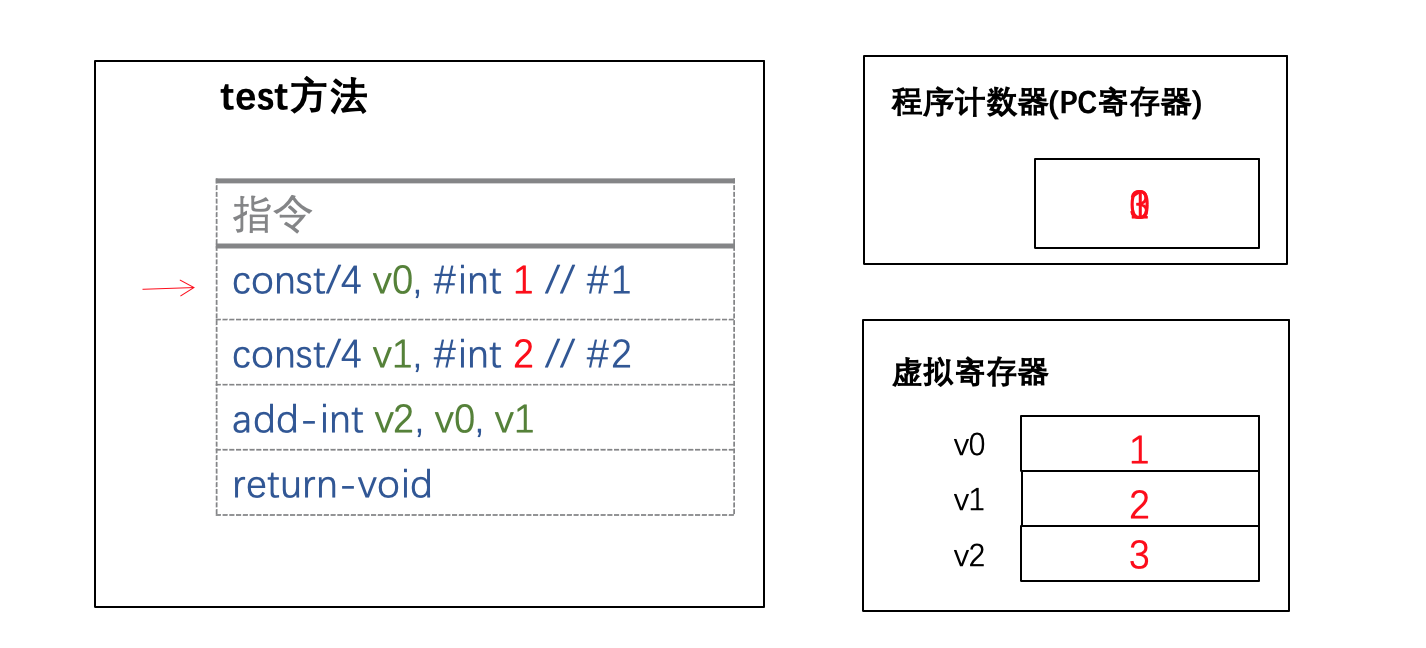 test方法
指令
const/4 v0, #int 1 // #1
const/4 v1, #int 2 // #2
add-int v2, v0, v1
return-void
程序计数器(PC寄存器)
虚拟寄存器
v0 1
v1 2
v2 3